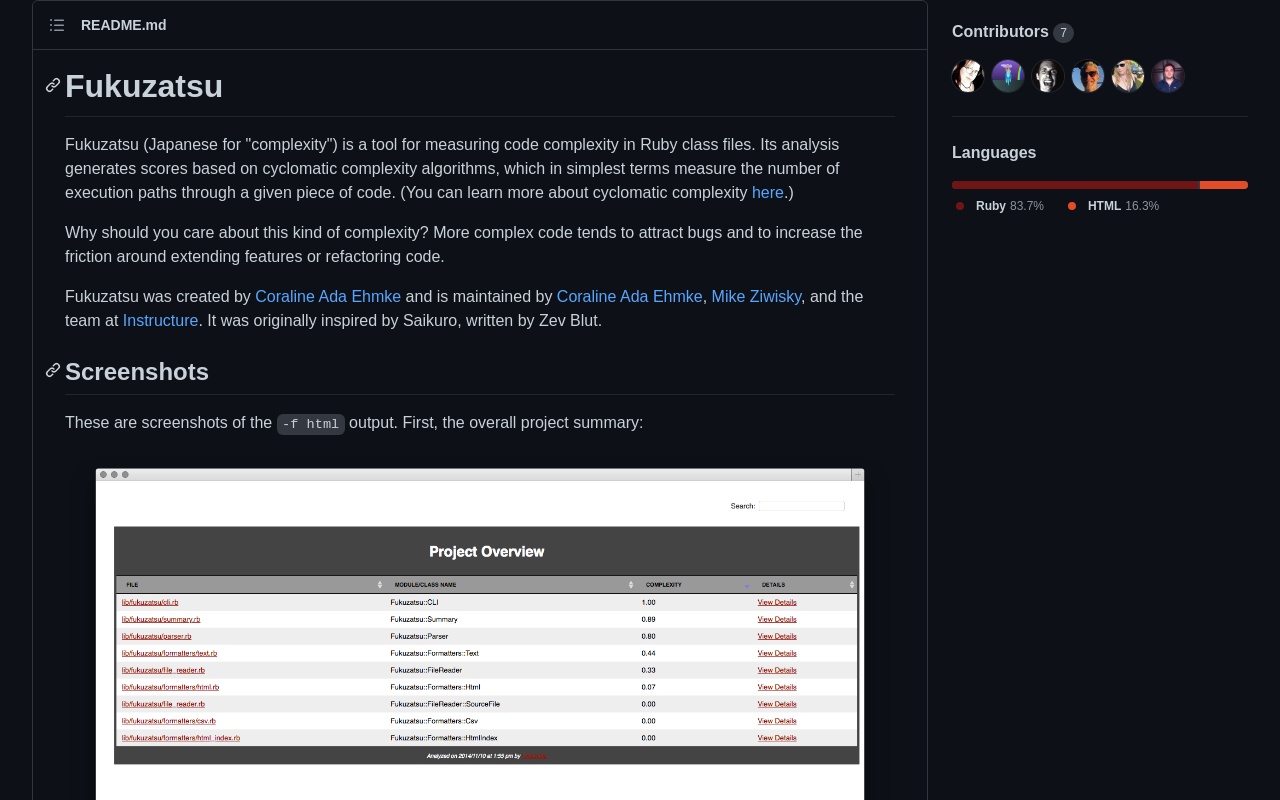 README.md
Fukuzatsu
Fukuzatsu (Japanese for "complexity") is a tool for measuring code complexity in Ruby class files. Its analysis
generates scores based on cyclomatic complexity algorithms, which in simplest terms measure the number of
execution paths through a given piece of code. (You can learn more about cyclomatic complexity here.)
Why should you care about this kind of complexity? More complex code tends to attract bugs and to increase the
friction around extending features or refactoring code.
Fukuzatsu was created by Coraline Ada Ehmke and is maintained by Coraline Ada Ehmke, Mike Ziwisky, and the
team at Instructure. It was originally inspired by Saikuro, written by Zev Blut.
Screenshots
These are screenshots of the -f html output. First, the overall project summary:
Search:
Project Overview
FILE MODULE/CLASS NAME COMPLEXITY DETAILS
lib/fukuzatsu/cli.rb Fukuzatsu::CLI 1.00 View Details
lib/fukuzatsu/summary.rb Fukuzatsu::Summary 0.89 View Details
lib/fukuzatsu/parser.rb Fukuzatsu::Parser 0.80 View Details
lib/fukuzatsu/formatters/text.rb Fukuzatsu::Formatters::Text 0.44 View Details
lib/fukuzatsu/file_reader.rb Fukuzatsu::FileReader 0.33 View Details
lib/fukuzatsu/formatters/html.rb Fukuzatsu::Formatters::Html 0.07 View Details
lib/fukuzatsu/file_reader.rb Fukuzatsu::FileReader::SourceFile 0.00 View Details
lib/fukuzatsu/formatters/csv.rb Fukuzatsu::Formatters::Csv 0.00 View Details
lib/fukuzatsu/formatters/html_index.rb Fukuzatsu::Formatters::HtmlIndex 0.00 View Details
Analyzed on 2014/11/10 at 1:55 pm by
Contributors 7
Languages
Ruby 83.7% HTML 16.3%